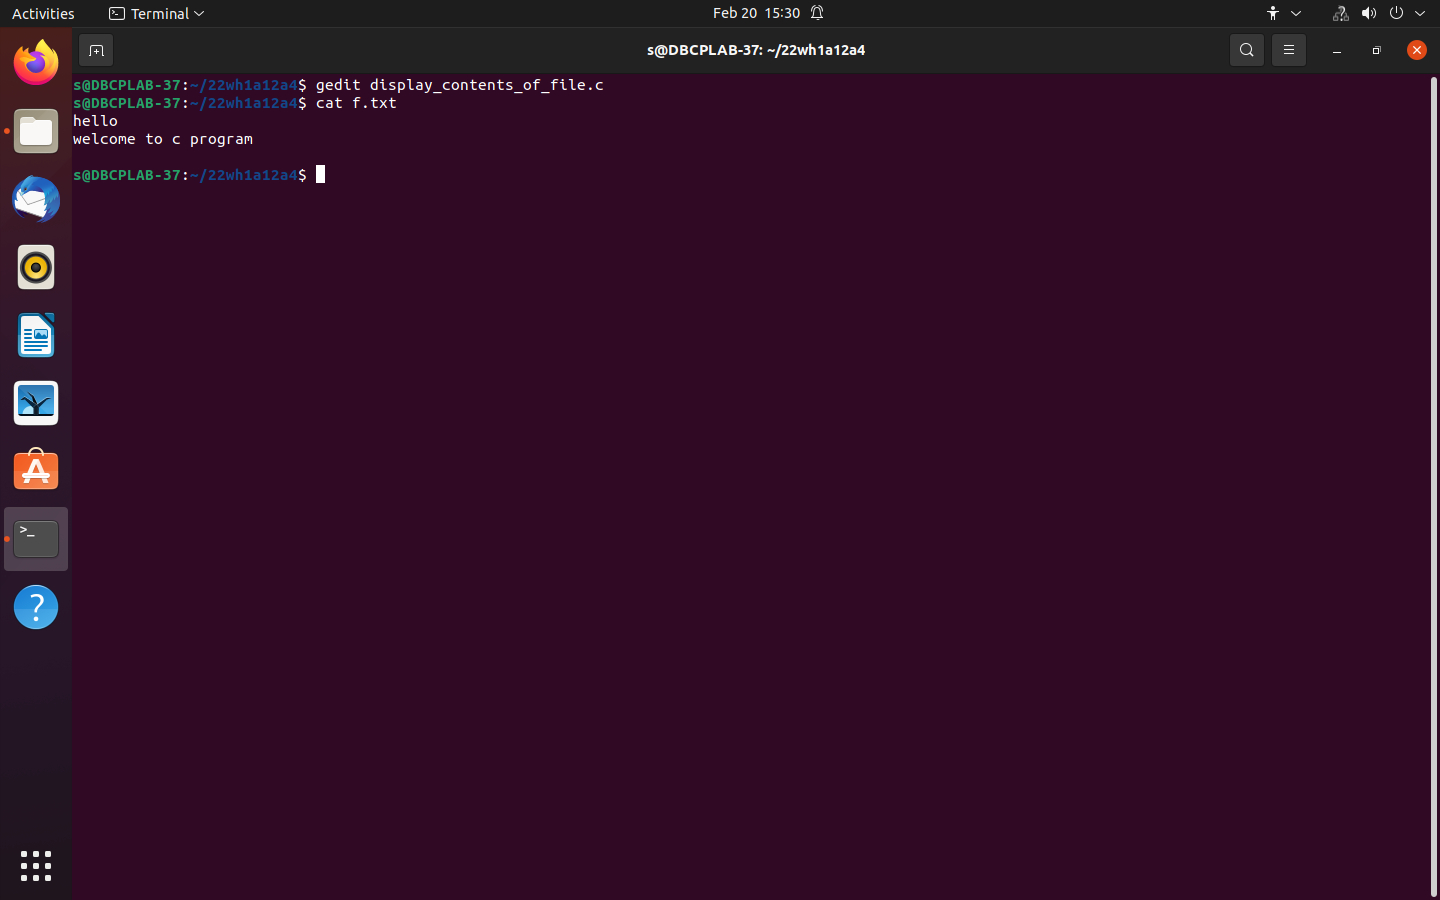 Activities Terminal Feb 20 15:30
s@DBCPLAB-37: ~/22wh1a12a4
s@DBCPLAB-37:~/22wh1a12a4$ gedit display_contents_of_file.c
s@DBCPLAB-37:~/22wh1a12a4$ cat f.txt
hello
welcome to c program
s@DBCPLAB-37:~/22wh1a12a4$